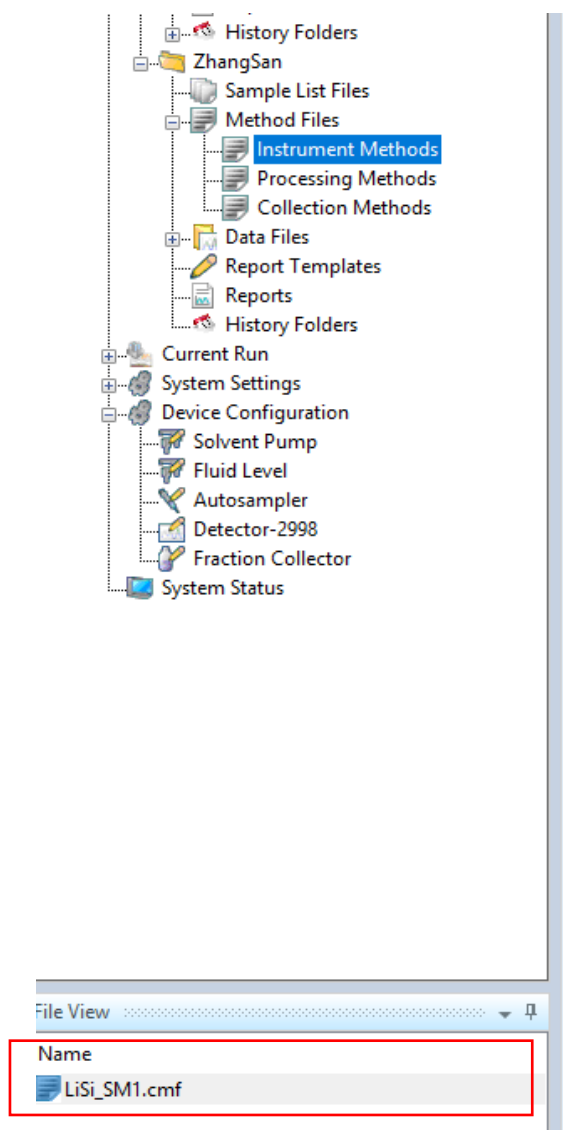 History Folders
ZhangSan
Sample List Files
Method Files
Instrument Methods
Processing Methods
Collection Methods
Data Files
Report Templates
Reports
History Folders
Current Run
System Settings
Device Configuration
Solvent Pump
Fluid Level
Autosampler
Detector-2998
Fraction Collector
System Status
File View
Name
LiSi_SM1.cmf